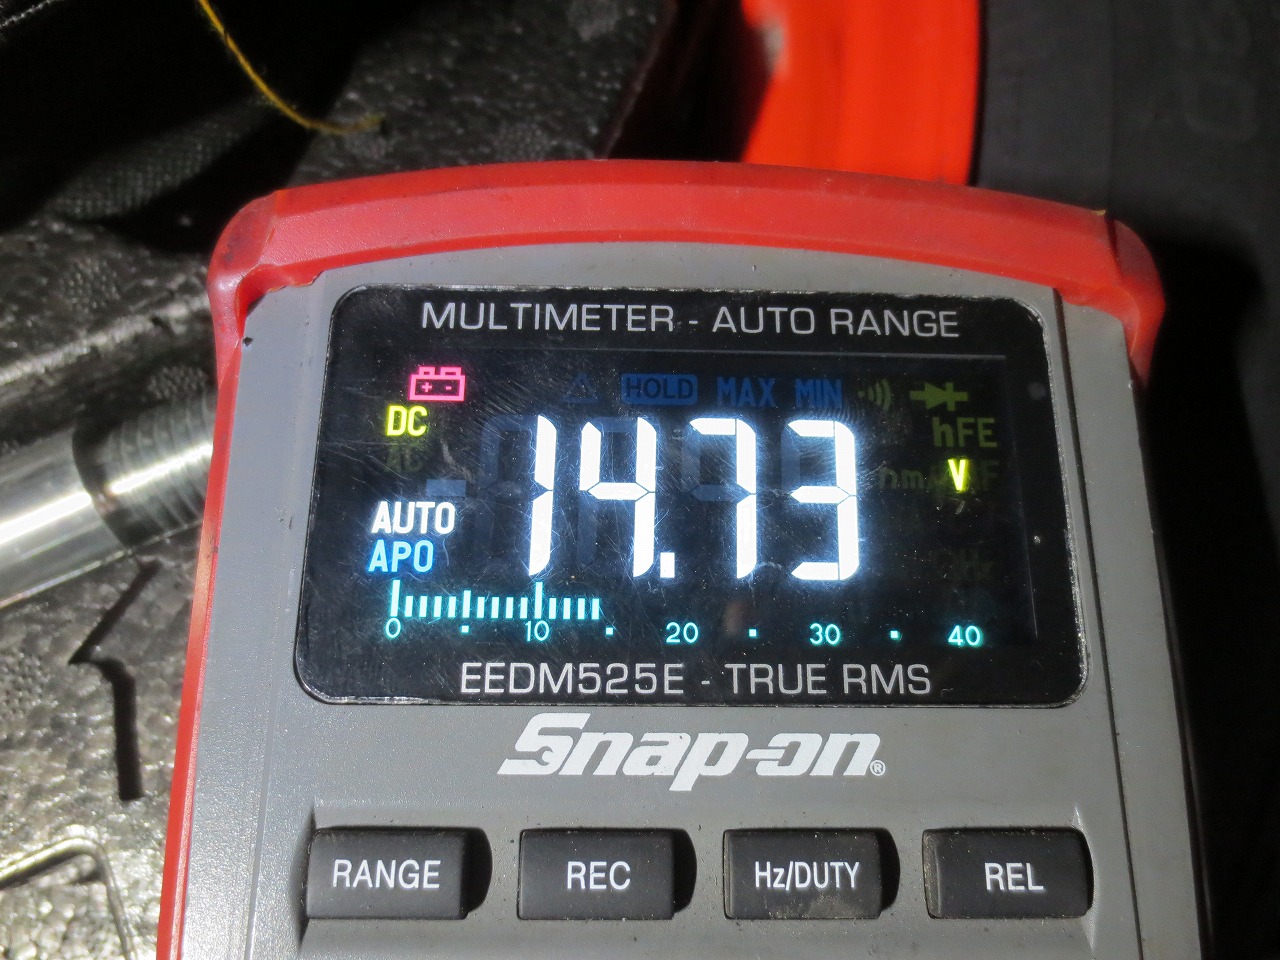 MULTIMETER - AUTO RANGE
HOLD MAX MIN
DC
hFE
AC
14.73
V
AUTO
APO
0 10 20 30 40
EEDM525E - TRUE RMS
Snap-on®
RANGE REC Hz/DUTY REL